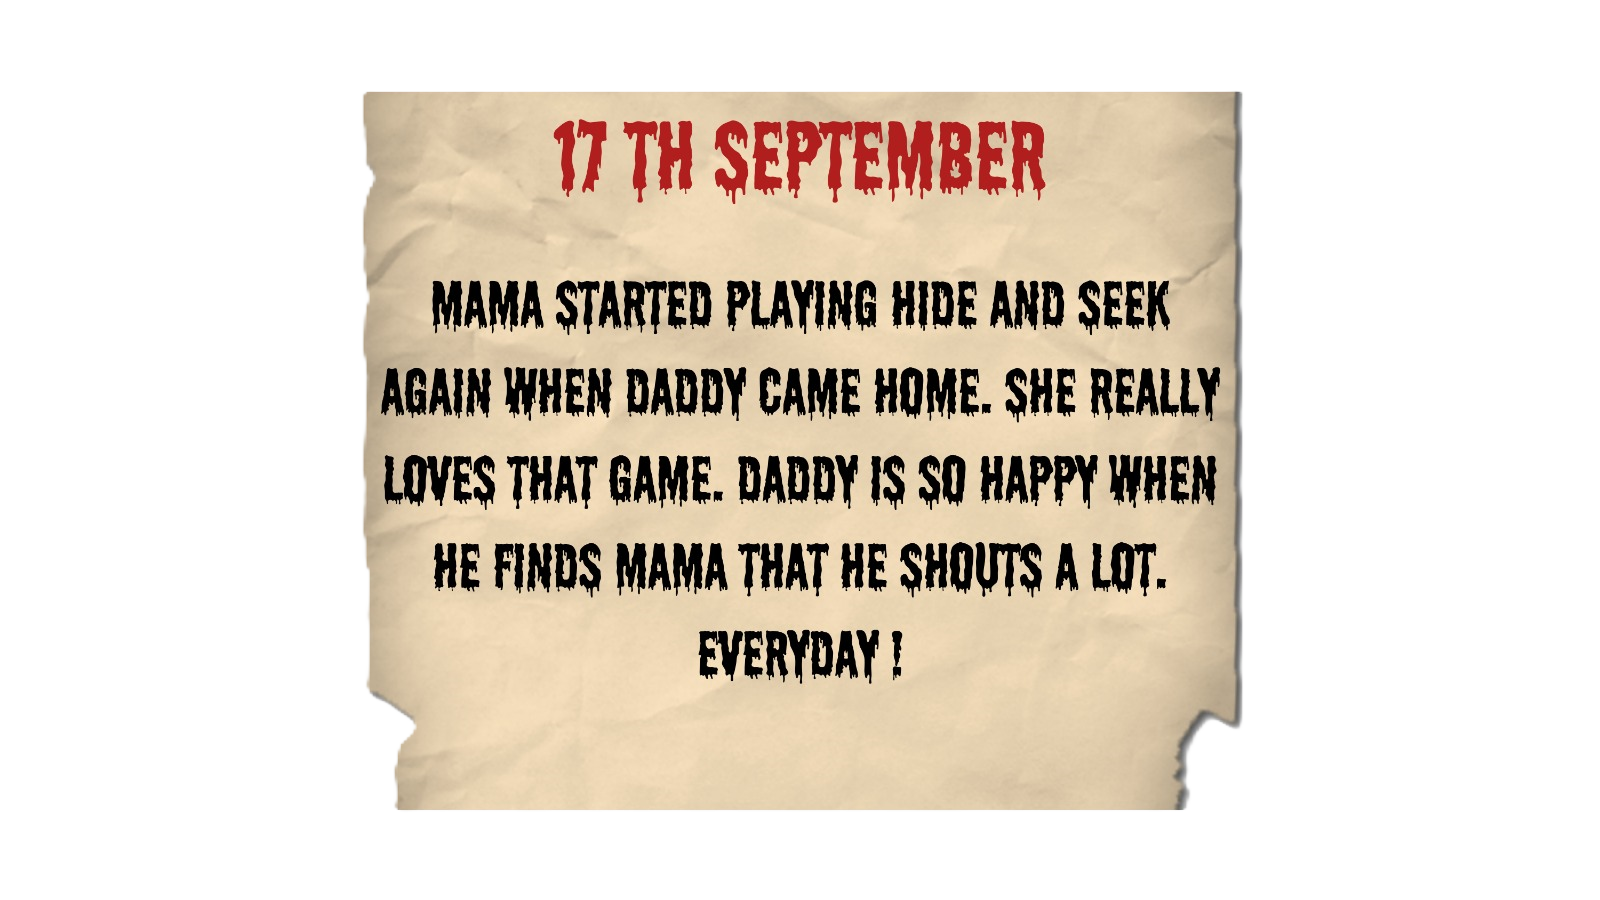 17 TH SEPTEMBER
MAMA STARTED PLAYING HIDE AND SEEK
AGAIN WHEN DADDY CAME HOME. SHE REALLY
LOVES THAT GAME. DADDY IS SO HAPPY WHEN
HE FINDS MAMA THAT HE SHOUTS A LOT.
EVERYDAY !